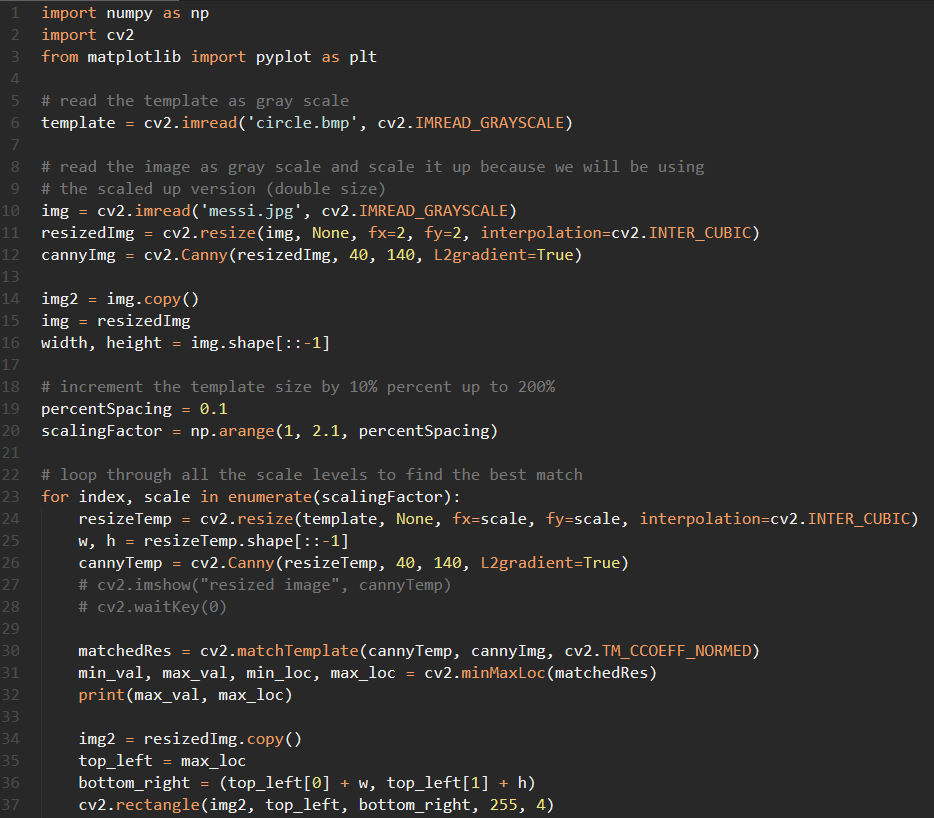 1 import numpy as np
2 import cv2
3 from matplotlib import pyplot as plt
4
5 # read the template as gray scale
6 template = cv2.imread('circle.bmp', cv2.IMREAD_GRAYSCALE)
7
8 # read the image as gray scale and scale it up because we will be using
9 # the scaled up version (double size)
10 img = cv2.imread('messi.jpg', cv2.IMREAD_GRAYSCALE)
11 resizedImg = cv2.resize(img, None, fx=2, fy=2, interpolation=cv2.INTER_CUBIC)
12 cannyImg = cv2.Canny(resizedImg, 40, 140, L2gradient=True)
13
14 img2 = img.copy()
15 img = resizedImg
16 width, height = img.shape[::-1]
17
18 # increment the template size by 10% percent up to 200%
19 percentSpacing = 0.1
20 scalingFactor = np.arange(1, 2.1, percentSpacing)
21
22 # loop through all the scale levels to find the best match
23 for index, scale in enumerate(scalingFactor):
24     resizeTemp = cv2.resize(template, None, fx=scale, fy=scale, interpolation=cv2.INTER_CUBIC)
25     w, h = resizeTemp.shape[::-1]
26     cannyTemp = cv2.Canny(resizeTemp, 40, 140, L2gradient=True)
27     # cv2.imshow("resized image", cannyTemp)
28     # cv2.waitKey(0)
29
30     matchedRes = cv2.matchTemplate(cannyTemp, cannyImg, cv2.TM_CCOEFF_NORMED)
31     min_val, max_val, min_loc, max_loc = cv2.minMaxLoc(matchedRes)
32     print(max_val, max_loc)
33
34     img2 = resizedImg.copy()
35     top_left = max_loc
36     bottom_right = (top_left[0] + w, top_left[1] + h)
37     cv2.rectangle(img2, top_left, bottom_right, 255, 4)